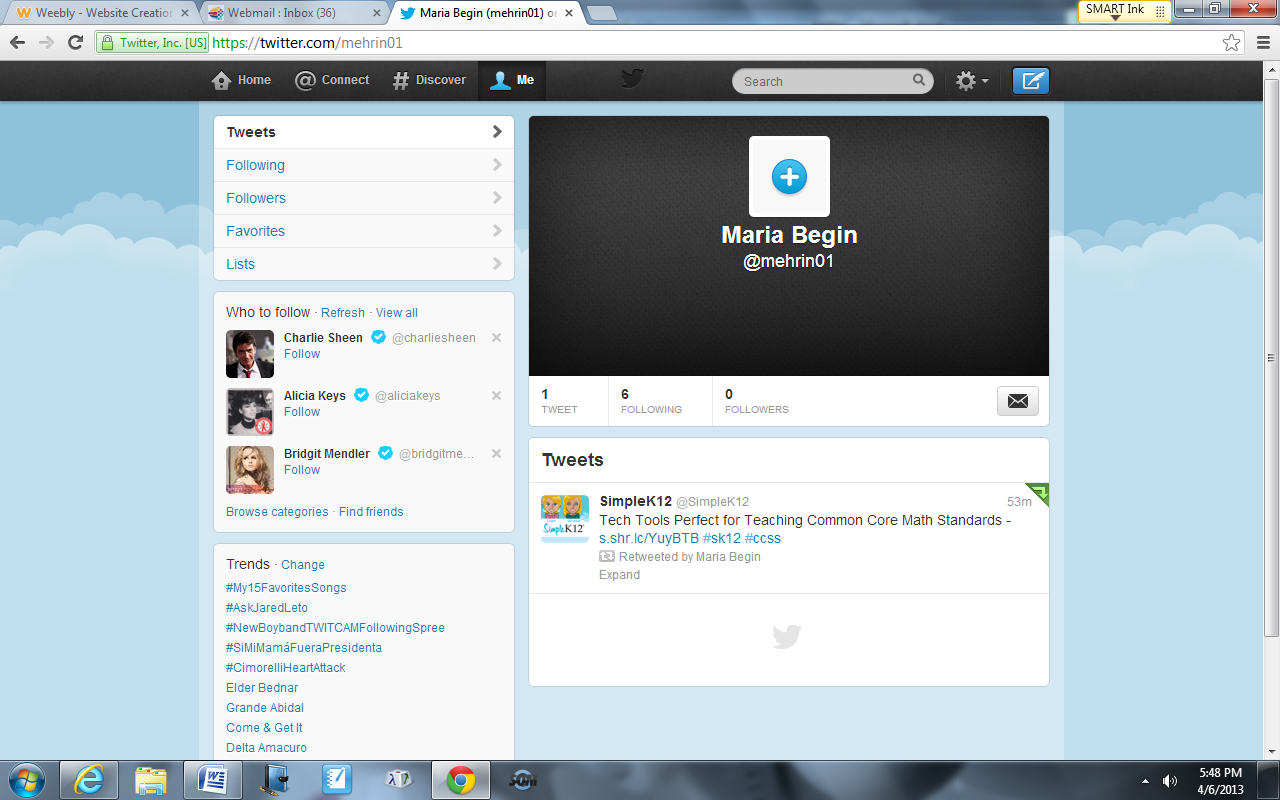 Weebly - Website Creation
Webmail : Inbox (36)
Maria Begin (mehrin01) o
SMART Ink
Twitter, Inc. [US] https://twitter.com/mehrin01
Home
Connect
Discover
Me
Search
Tweets
Following
Followers
Favorites
Lists
Who to follow · Refresh · View all
Charlie Sheen @charliesheen
Follow
Alicia Keys @aliciakeys
Follow
Bridgit Mendler @bridgitme...
Follow
Browse categories · Find friends
Trends · Change
#My15FavoritesSongs
#AskJaredLeto
#NewBoybandTWITCAMFollowingSpree
#SiMiMamáFueraPresidenta
#CimorelliHeartAttack
Elder Bednar
Grande Abidal
Come & Get It
Delta Amacuro
Maria Begin
@mehrin01
1
TWEET
6
FOLLOWING
0
FOLLOWERS
Tweets
SimpleK12 @SimpleK12 53m
Tech Tools Perfect for Teaching Common Core Math Standards -
s.shr.lc/YuyBTB #sk12 #ccss
Retweeted by Maria Begin
Expand
SimpleK12
5:48 PM
4/6/2013